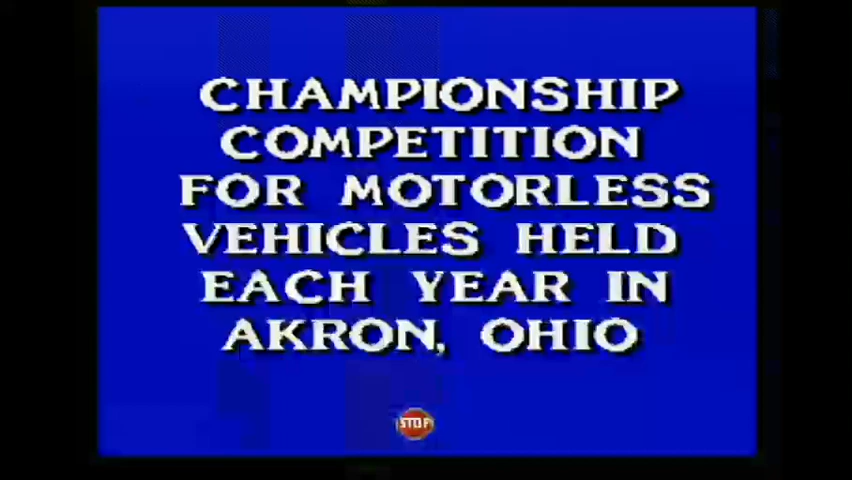 CHAMPIONSHIP
COMPETITION
FOR MOTORLESS
VEHICLES HELD
EACH YEAR IN
AKRON, OHIO
STOP